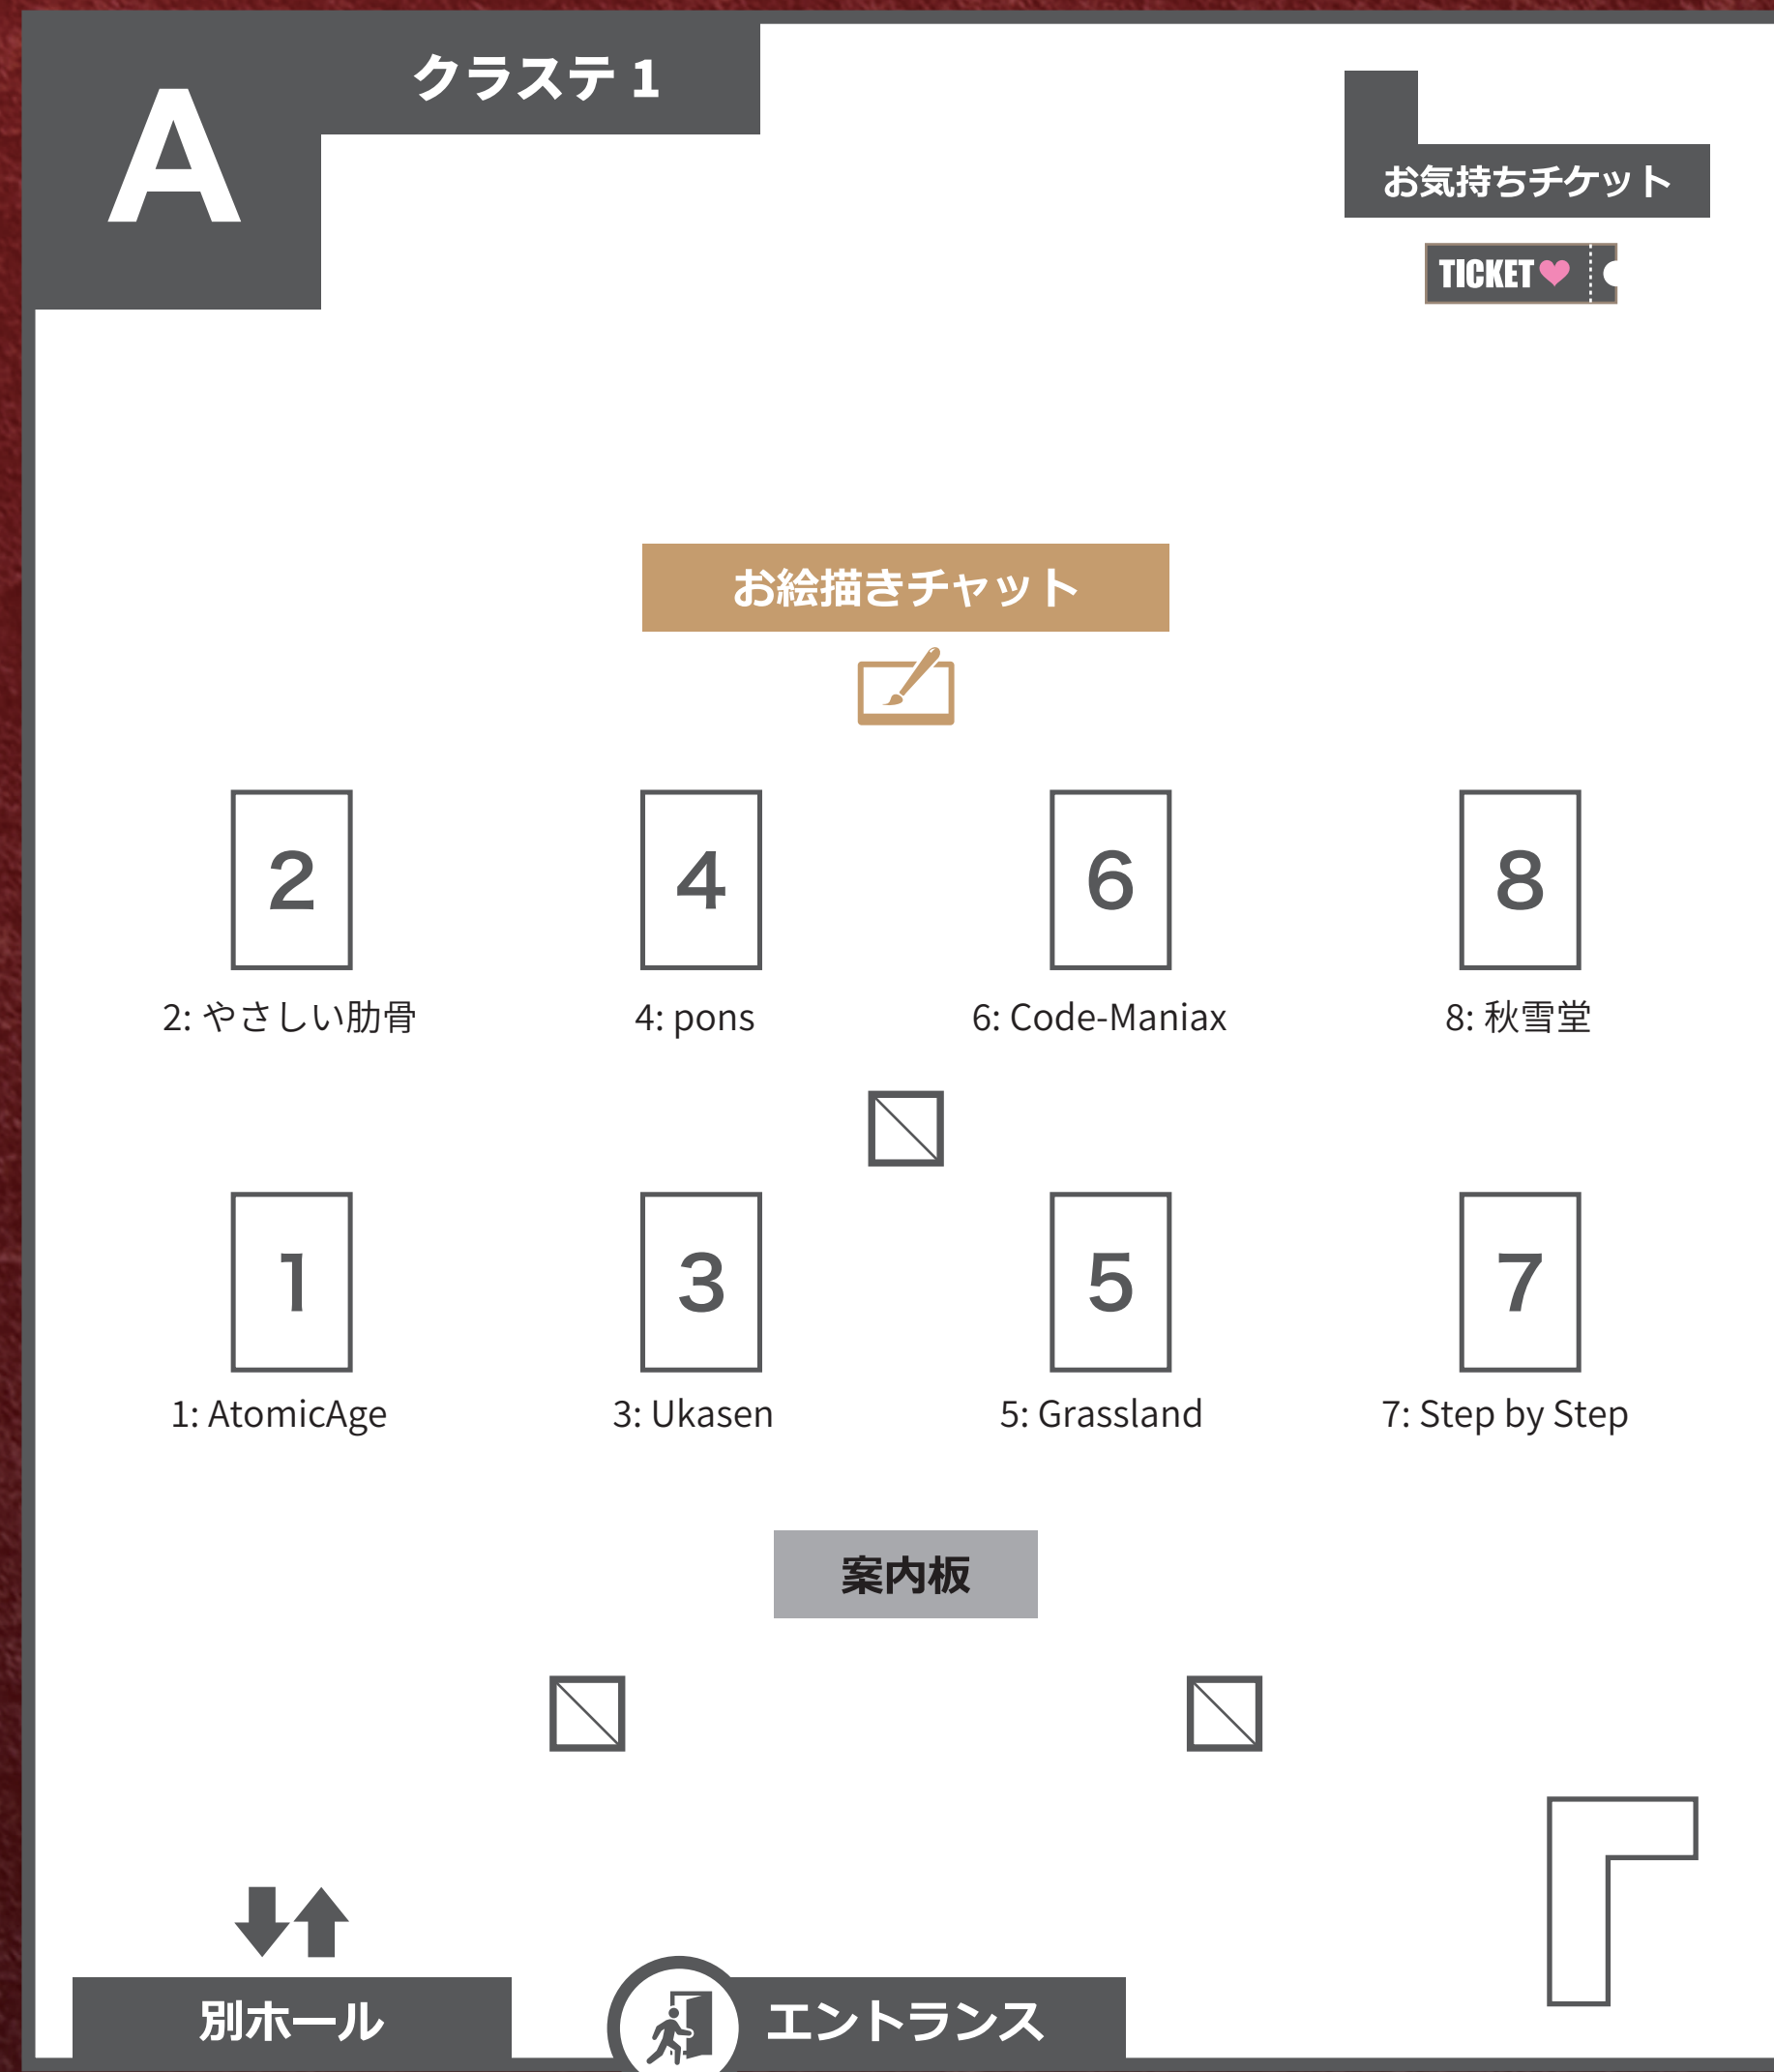 A
クラステ 1
お気持ちチケット
TICKET
お絵描きチャット
2
4
6
8
2: やさしい肋骨
4: pons
6: Code-Maniax
8: 秋雪堂
1
3
5
7
1: AtomicAge
3: Ukasen
5: Grassland
7: Step by Step
案内板
別ホール
エントランス